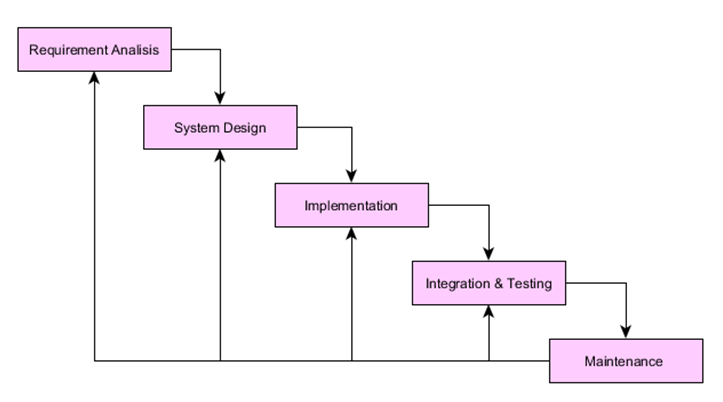 Requirement Analisis
System Design
Implementation
Integration & Testing
Maintenance